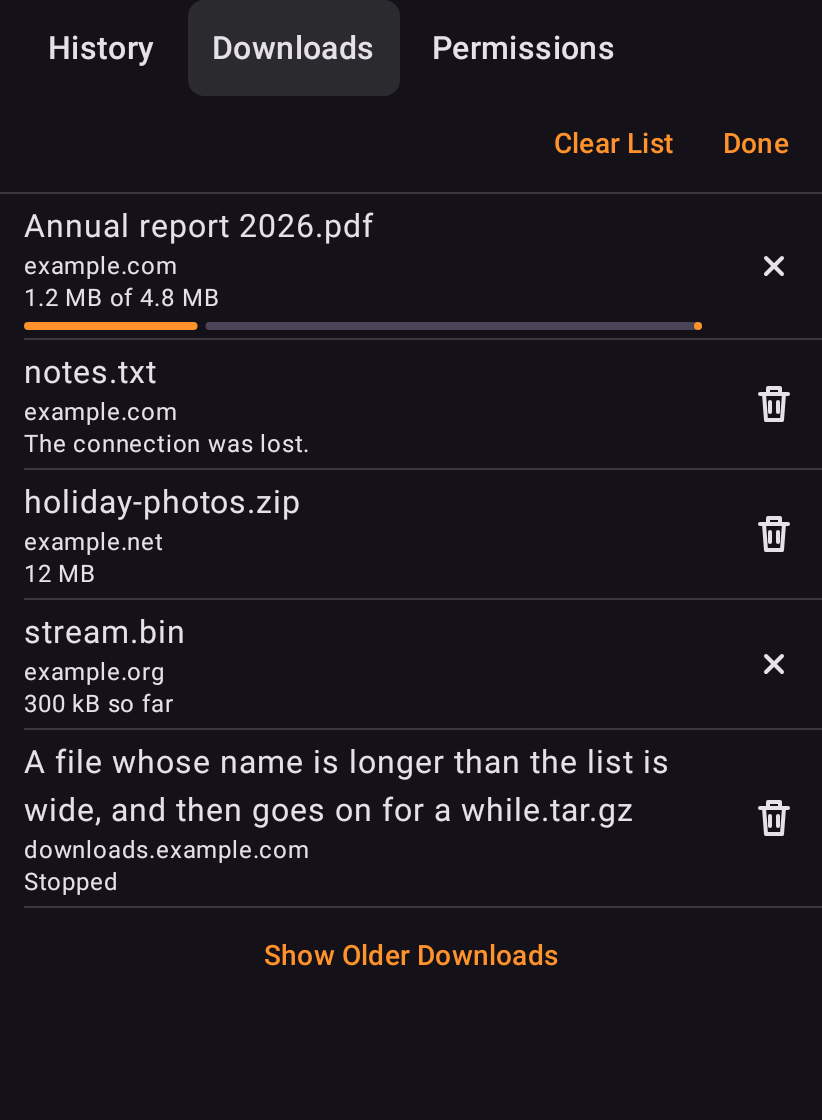 History
Downloads
Permissions
Clear List
Done
Annual report 2026.pdf
example.com
1.2 MB of 4.8 MB
notes.txt
example.com
The connection was lost.
holiday-photos.zip
example.net
12 MB
stream.bin
example.org
300 kB so far
A file whose name is longer than the list is
wide, and then goes on for a while.tar.gz
downloads.example.com
Stopped
Show Older Downloads